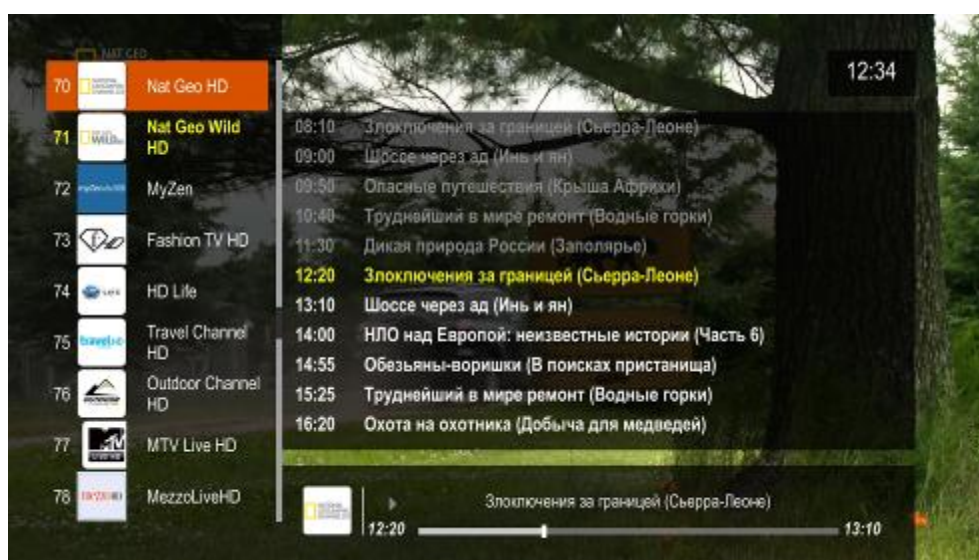 NAT GEO
12:34
70 Nat Geo HD
71 Nat Geo Wild
HD
72 MyZen
73 Fashion TV HD
74 HD Life
75 Travel Channel
HD
76 Outdoor Channel
HD
77 MTV Live HD
78 MezzoLiveHD
08:10 Злоключения за границей (Сьерра-Леоне)
09:00 Шоссе через ад (Инь и ян)
09:50 Опасные путешествия (Крыша Африки)
10:40 Труднейший в мире ремонт (Водные горки)
11:30 Дикая природа России (Заполярье)
12:20 Злоключения за границей (Сьерра-Леоне)
13:10 Шоссе через ад (Инь и ян)
14:00 НЛО над Европой: неизвестные истории (Часть 6)
14:55 Обезьяны-воришки (В поисках пристанища)
15:25 Труднейший в мире ремонт (Водные горки)
16:20 Охота на охотника (Добыча для медведей)
Злоключения за границей (Сьерра-Леоне)
12:20 13:10